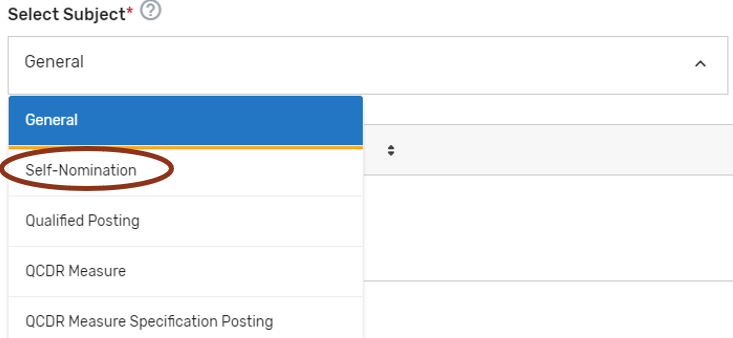 Select Subject* ?
General
General
Self-Nomination
Qualified Posting
QCDR Measure
QCDR Measure Specification Posting